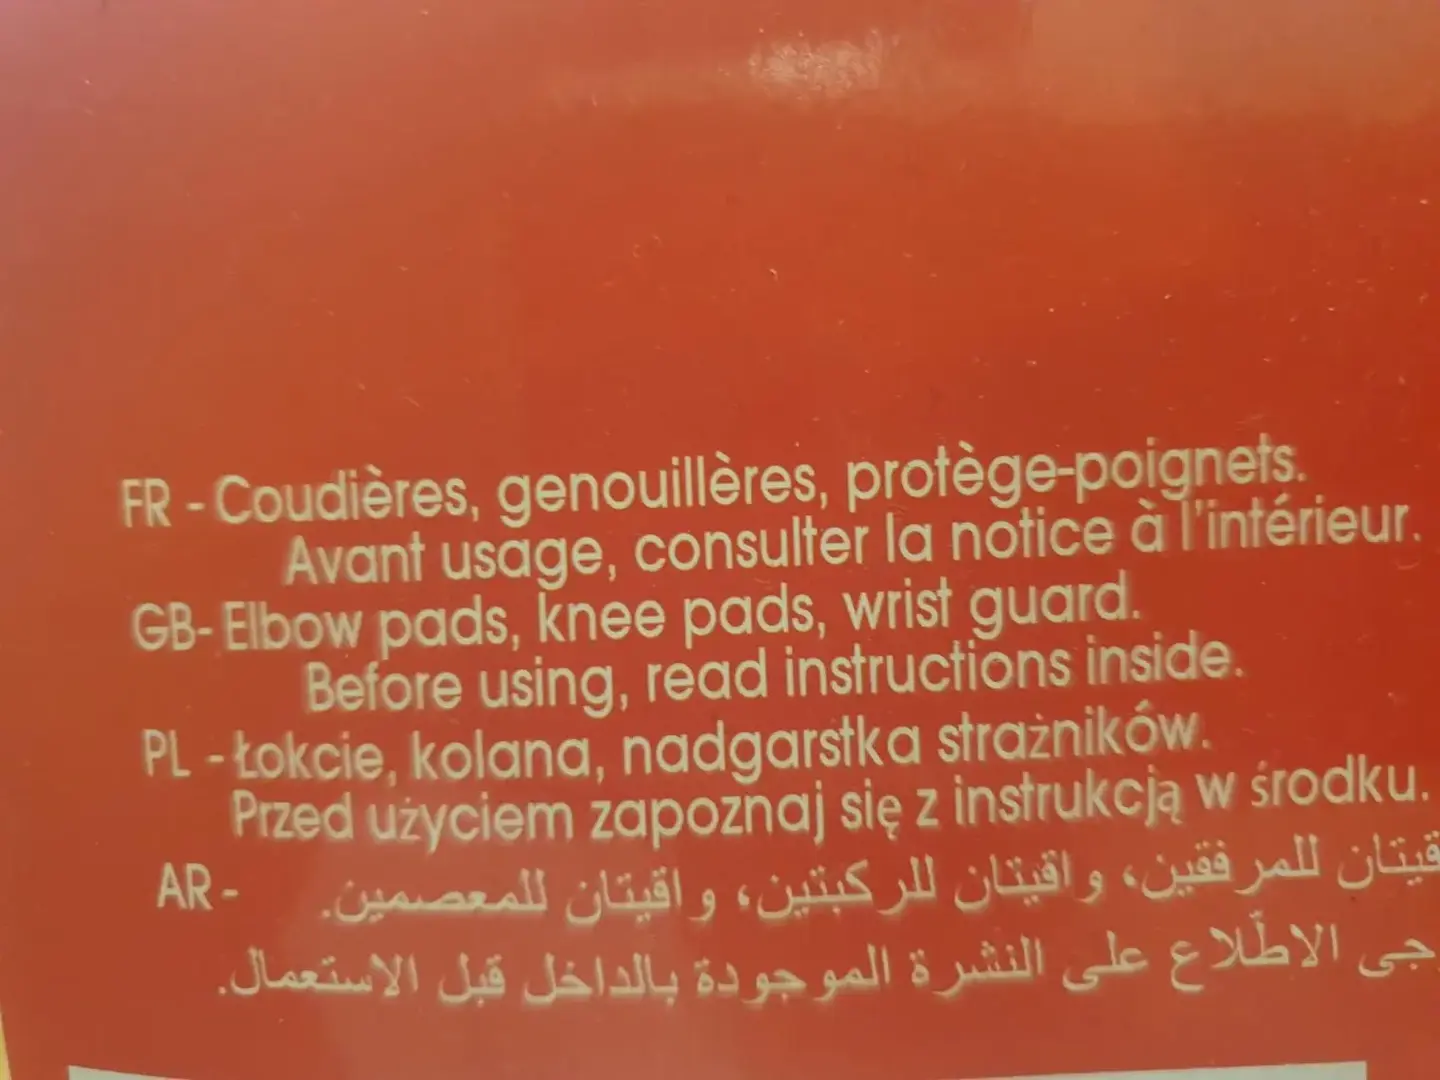 FR - Coudières, genouillères, protège-poignets.
Avant usage, consulter la notice à l'intérieur.
GB- Elbow pads, knee pads, wrist guard.
Before using, read instructions inside.
PL - Łokcie, kolana, nadgarstka strażników.
Przed użyciem zapoznaj się z instrukcją w środku.
AR - للمرفقين، واقيتان للركبتين، واقيتان للمعصمين.
الاطّلاع على النشرة الموجودة بالداخل قبل الاستعمال.